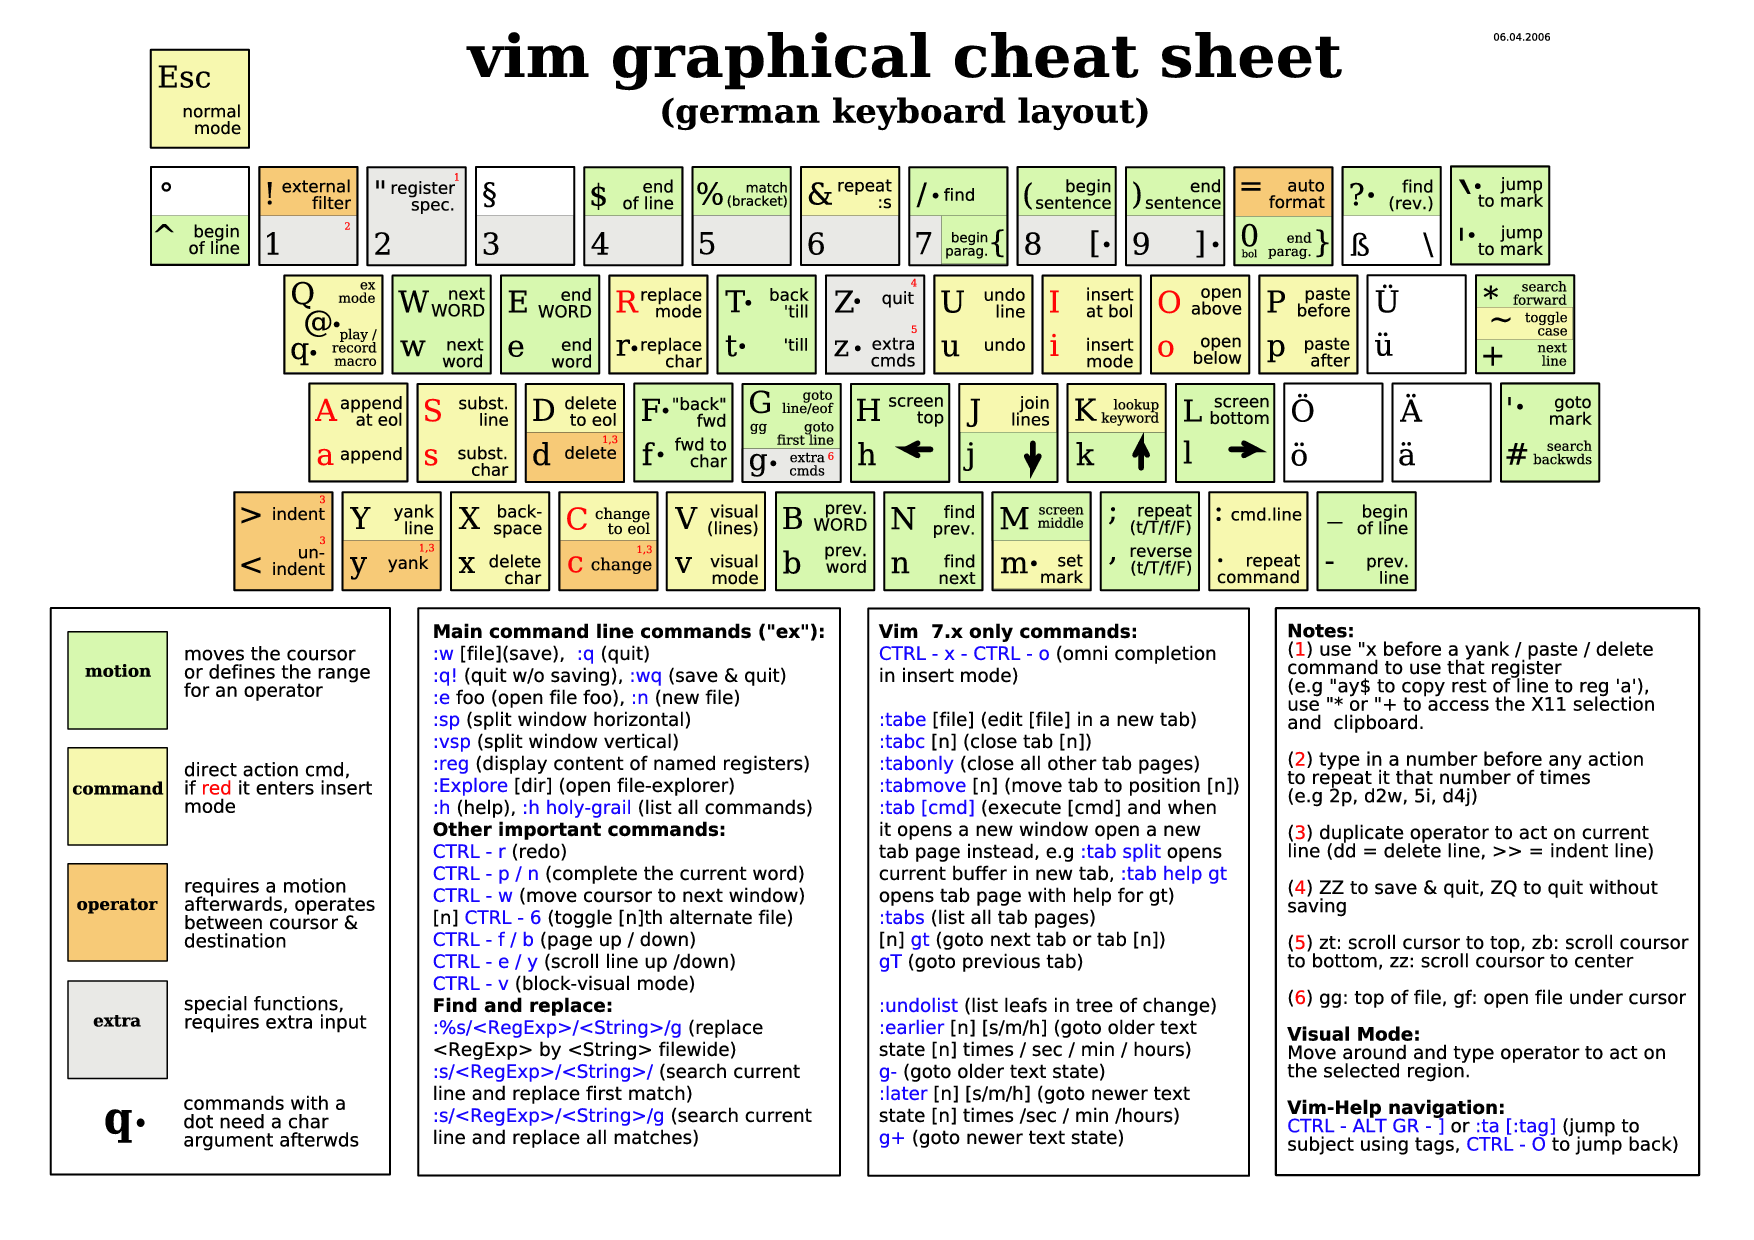 vim graphical cheat sheet
06.04.2006
(german keyboard layout)
Esc
normal
mode
°
^ begin
of line
! external
filter
1 2
" register 1
spec.
2
§
3
$ end
of line
4
% match
(bracket)
5
& repeat
:s
6
/· find
7 begin
parag. {
( begin
sentence
8 [·
) end
sentence
9 ]·
= auto
format
0 bol end
parag. }
?· find
(rev.)
ß \
`· jump
to mark
'· jump
to mark
Q ex
mode
@·
q· play /
record
macro
W next
WORD
w next
word
E end
WORD
e end
word
R replace
mode
r· replace
char
T· back
'till
t· 'till
Z· quit 4
z· extra 5
cmds
U undo
line
u undo
I insert
at bol
i insert
mode
O open
above
o open
below
P paste
before
p paste
after
Ü
ü
* search
forward
~ toggle
case
+ next
line
A append
at eol
a append
S subst.
line
s subst.
char
D delete
to eol
d delete 1,3
F· "back"
fwd
f· fwd to
char
G goto
line/eof
gg goto
first line
g· extra 6
cmds
H screen
top
h
J join
lines
j
K lookup
keyword
k
L screen
bottom
l
Ö
ö
Ä
ä
'· goto
mark
# search
backwds
> indent 3
< un- 3
indent
Y yank
line
y yank 1,3
X back-
space
x delete
char
C change
to eol
c change 1,3
V visual
(lines)
v visual
mode
B prev.
WORD
b prev.
word
N find
prev.
n find
next
M screen
middle
m· set
mark
; repeat
(t/T/f/F)
, reverse
(t/T/f/F)
: cmd.line
. repeat
command
_ begin
of line
- prev.
line
motion
moves the coursor
or defines the range
for an operator
command
direct action cmd,
if red it enters insert
mode
operator
requires a motion
afterwards, operates
between coursor &
destination
extra
special functions,
requires extra input
q·
commands with a
dot need a char
argument afterwds
Main command line commands ("ex"):
:w [file](save), :q (quit)
:q! (quit w/o saving), :wq (save & quit)
:e foo (open file foo), :n (new file)
:sp (split window horizontal)
:vsp (split window vertical)
:reg (display content of named registers)
:Explore [dir] (open file-explorer)
:h (help), :h holy-grail (list all commands)
Other important commands:
CTRL - r (redo)
CTRL - p / n (complete the current word)
CTRL - w (move coursor to next window)
[n] CTRL - 6 (toggle [n]th alternate file)
CTRL - f / b (page up / down)
CTRL - e / y (scroll line up /down)
CTRL - v (block-visual mode)
Find and replace:
:%s/<RegExp>/<String>/g (replace
<RegExp> by <String> filewide)
:s/<RegExp>/<String>/ (search current
line and replace first match)
:s/<RegExp>/<String>/g (search current
line and replace all matches)
Vim 7.x only commands:
CTRL - x - CTRL - o (omni completion
in insert mode)
:tabe [file] (edit [file] in a new tab)
:tabc [n] (close tab [n])
:tabonly (close all other tab pages)
:tabmove [n] (move tab to position [n])
:tab [cmd] (execute [cmd] and when
it opens a new window open a new
tab page instead, e.g :tab split opens
current buffer in new tab, :tab help gt
opens tab page with help for gt)
:tabs (list all tab pages)
[n] gt (goto next tab or tab [n])
gT (goto previous tab)
:undolist (list leafs in tree of change)
:earlier [n] [s/m/h] (goto older text
state [n] times / sec / min / hours)
g- (goto older text state)
:later [n] [s/m/h] (goto newer text
state [n] times /sec / min /hours)
g+ (goto newer text state)
Notes:
(1) use "x before a yank / paste / delete
command to use that register
(e.g "ay$ to copy rest of line to reg 'a'),
use "* or "+ to access the X11 selection
and clipboard.
(2) type in a number before any action
to repeat it that number of times
(e.g 2p, d2w, 5i, d4j)
(3) duplicate operator to act on current
line (dd = delete line, >> = indent line)
(4) ZZ to save & quit, ZQ to quit without
saving
(5) zt: scroll cursor to top, zb: scroll coursor
to bottom, zz: scroll coursor to center
(6) gg: top of file, gf: open file under cursor
Visual Mode:
Move around and type operator to act on
the selected region.
Vim-Help navigation:
CTRL - ALT GR - ] or :ta [:tag] (jump to
subject using tags, CTRL - O to jump back)